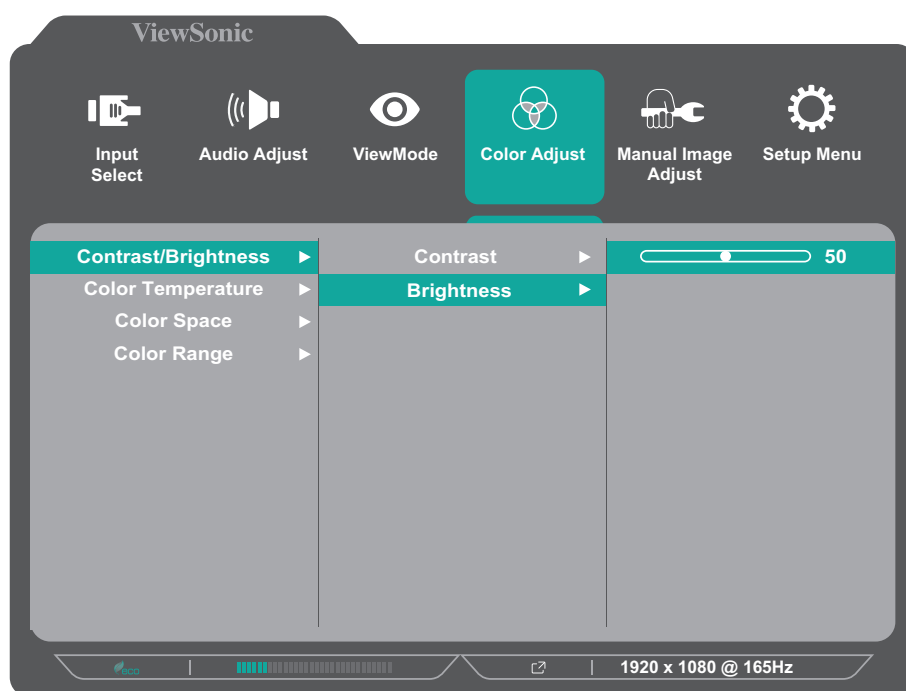 ViewSonic
Input Select
Audio Adjust
ViewMode
Color Adjust
Manual Image Adjust
Setup Menu
Contrast/Brightness
Contrast
50
Color Temperature
Brightness
Color Space
Color Range
eco
1920 x 1080 @ 165Hz